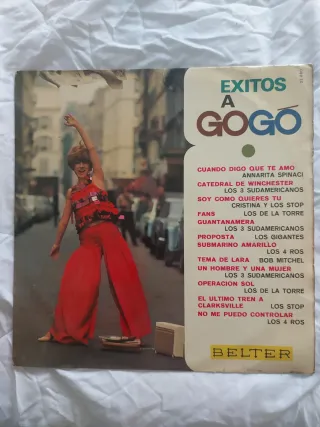 EXITOS
A
GOGÓ
CUANDO DIGO QUE TE AMO
ANNARITA SPINACI
CATEDRAL DE WINCHESTER
LOS 3 SUDAMERICANOS
SOY COMO QUIERES TU
CRISTINA Y LOS STOP
FANS LOS DE LA TORRE
GUANTANAMERA
LOS 3 SUDAMERICANOS
PROPOSTA LOS GIGANTES
SUBMARINO AMARILLO
LOS 4 ROS
TEMA DE LARA BOB MITCHEL
UN HOMBRE Y UNA MUJER
LOS 3 SUDAMERICANOS
OPERACION SOL
LOS DE LA TORRE
EL ULTIMO TREN A
CLARKSVILLE LOS STOP
NO ME PUEDO CONTROLAR
LOS 4 ROS
BELTER